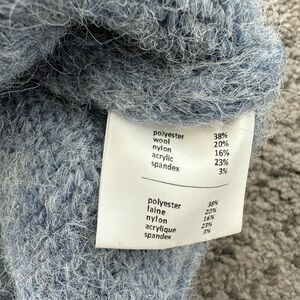 polyester 38%
wool 20%
nylon 16%
acrylic 23%
spandex 3%
polyester 38%
laine 20%
nylon 16%
acrylique 23%
spandex 3%